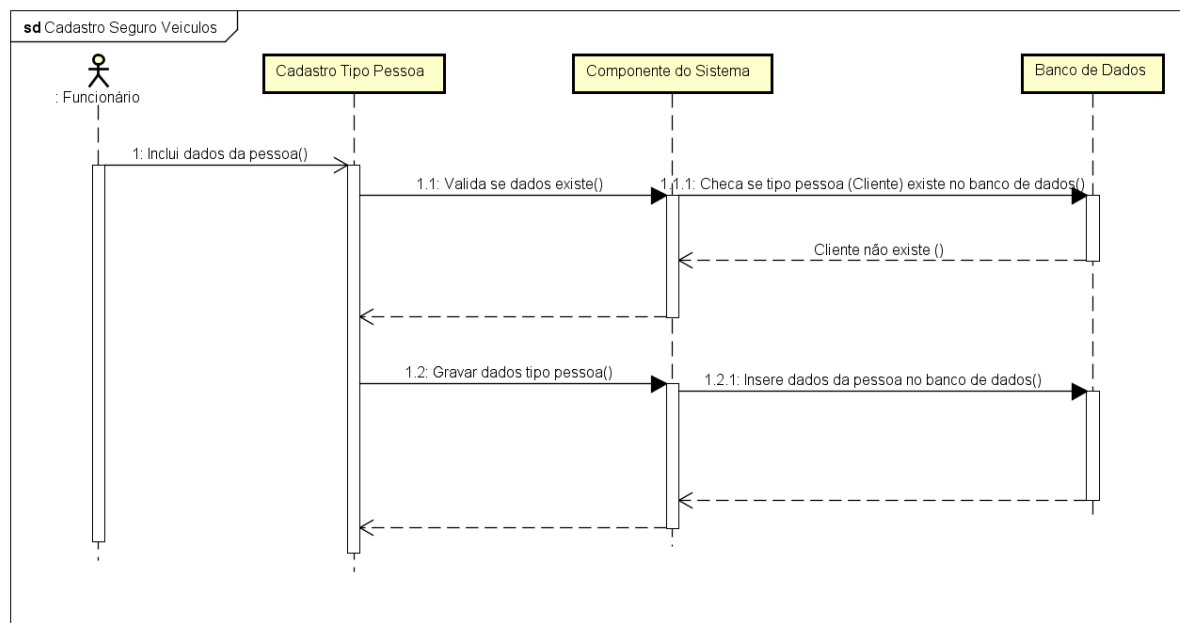 sd Cadastro Seguro Veiculos
: Funcionário
Cadastro Tipo Pessoa
Componente do Sistema
Banco de Dados
1: Inclui dados da pessoa()
1.1: Valida se dados existe()
1.1.1: Checa se tipo pessoa (Cliente) existe no banco de dados()
Cliente não existe ()
1.2: Gravar dados tipo pessoa()
1.2.1: Insere dados da pessoa no banco de dados()